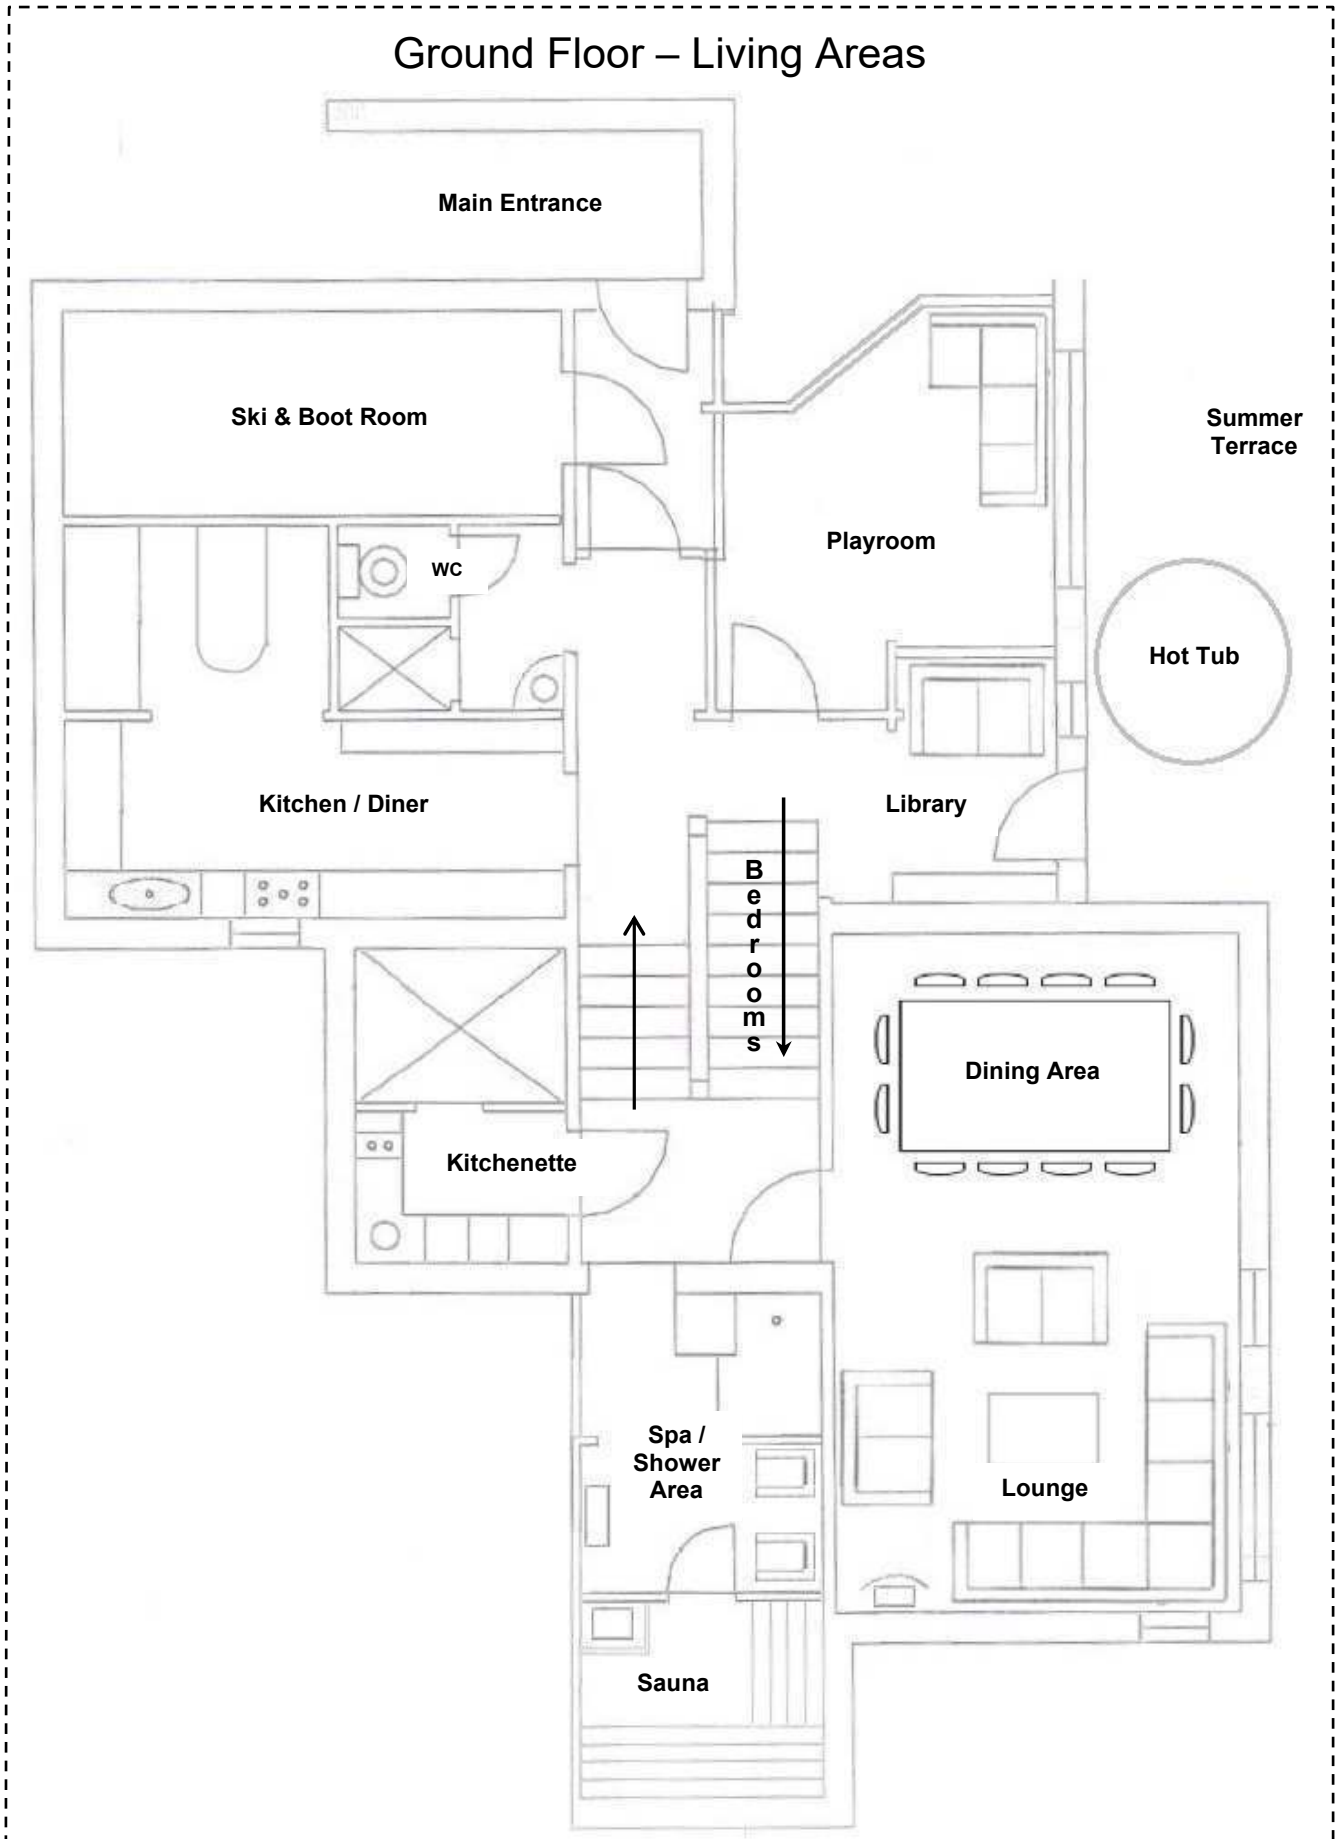 Ground Floor – Living Areas
Main Entrance
Ski & Boot Room
Summer
Terrace
Playroom
WC
Hot Tub
Kitchen / Diner
Library
Bedrooms
Dining Area
Kitchenette
Spa /
Shower
Area
Lounge
Sauna